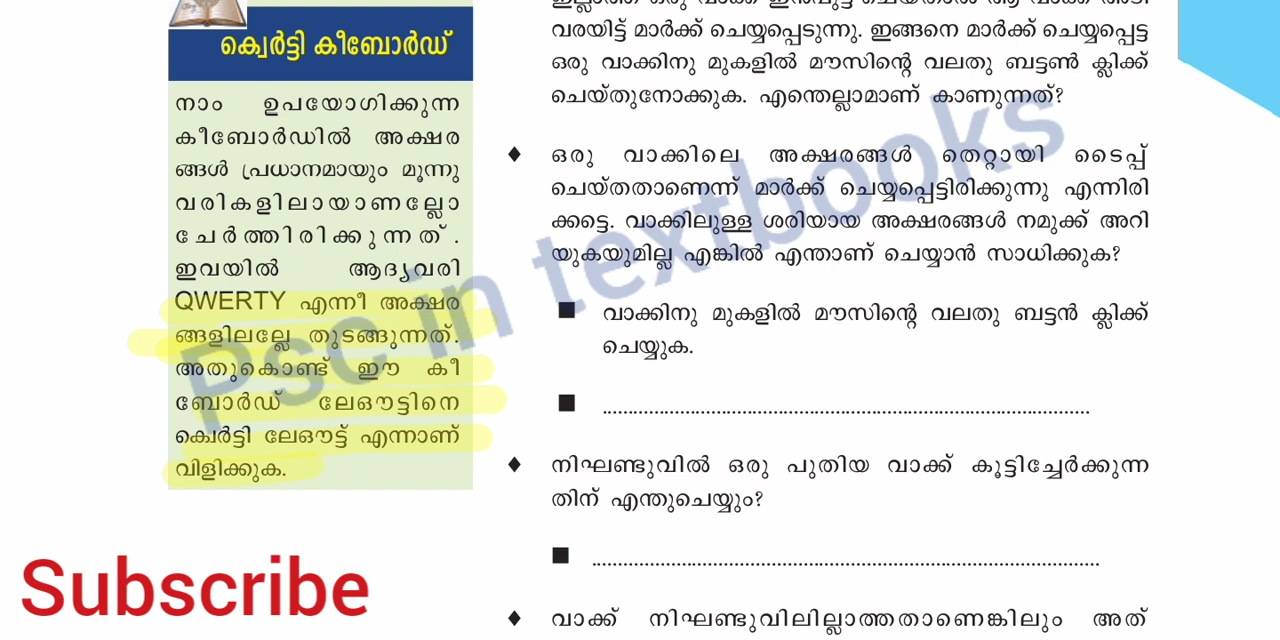 ക്വെർട്ടി കീബോർഡ്
നാം ഉപയോഗിക്കുന്ന
കീബോർഡിൽ അക്ഷര
ങ്ങൾ പ്രധാനമായും മൂന്നു
വരികളിലായാണല്ലോ
ചേർത്തിരിക്കുന്നത്.
ഇവയിൽ ആദ്യവരി
QWERTY എന്നീ അക്ഷര
ങ്ങളിലല്ലേ തുടങ്ങുന്നത്.
അതുകൊണ്ട് ഈ കീ
ബോർഡ് ലേഔട്ടിനെ
ക്വെർട്ടി ലേഔട്ട് എന്നാണ്
വിളിക്കുക.
ഇല്ലാത്ത ഒരു വാക്ക് ഇൻപുട്ട് ചെയ്താൽ ആ വാക്ക് അടി
വരയിട്ട് മാർക്ക് ചെയ്യപ്പെടുന്നു. ഇങ്ങനെ മാർക്ക് ചെയ്യപ്പെട്ട
ഒരു വാക്കിനു മുകളിൽ മൗസിന്റെ വലതു ബട്ടൺ ക്ലിക്ക്
ചെയ്തുനോക്കുക. എന്തെല്ലാമാണ് കാണുന്നത്?
♦ ഒരു വാക്കിലെ അക്ഷരങ്ങൾ തെറ്റായി ടൈപ്പ്
ചെയ്തതാണെന്ന് മാർക്ക് ചെയ്യപ്പെട്ടിരിക്കുന്നു എന്നിരി
ക്കട്ടെ. വാക്കിലുള്ള ശരിയായ അക്ഷരങ്ങൾ നമുക്ക് അറി
യുകയുമില്ല എങ്കിൽ എന്താണ് ചെയ്യാൻ സാധിക്കുക?
■ വാക്കിനു മുകളിൽ മൗസിന്റെ വലതു ബട്ടൻ ക്ലിക്ക്
ചെയ്യുക.
■ ....................................................................................
♦ നിഘണ്ടുവിൽ ഒരു പുതിയ വാക്ക് കൂട്ടിച്ചേർക്കുന്ന
തിന് എന്തുചെയ്യും?
■ ....................................................................................
♦ വാക്ക് നിഘണ്ടുവിലില്ലാത്തതാണെങ്കിലും അത്
Psc in textbooks
Subscribe